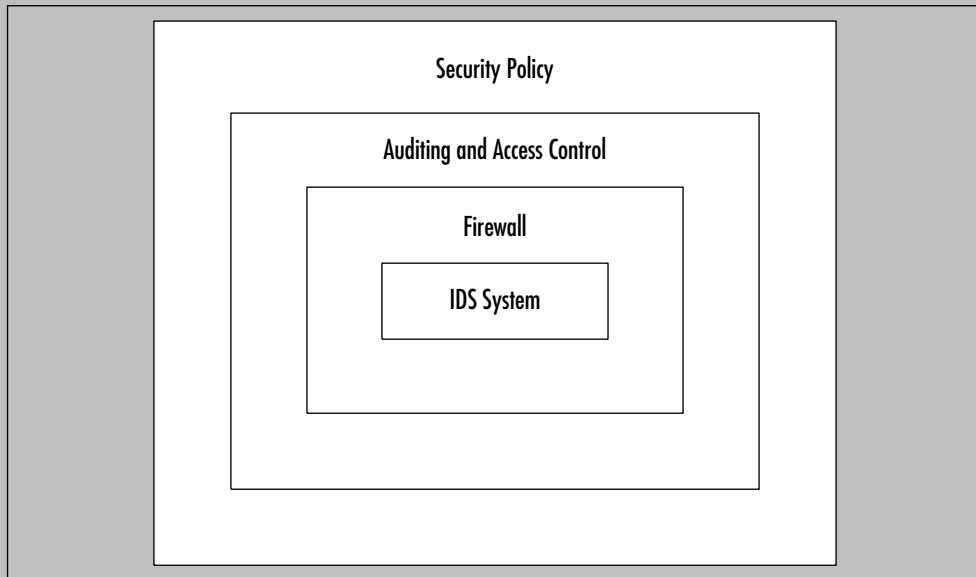 Security Policy
Auditing and Access Control
Firewall
IDS System